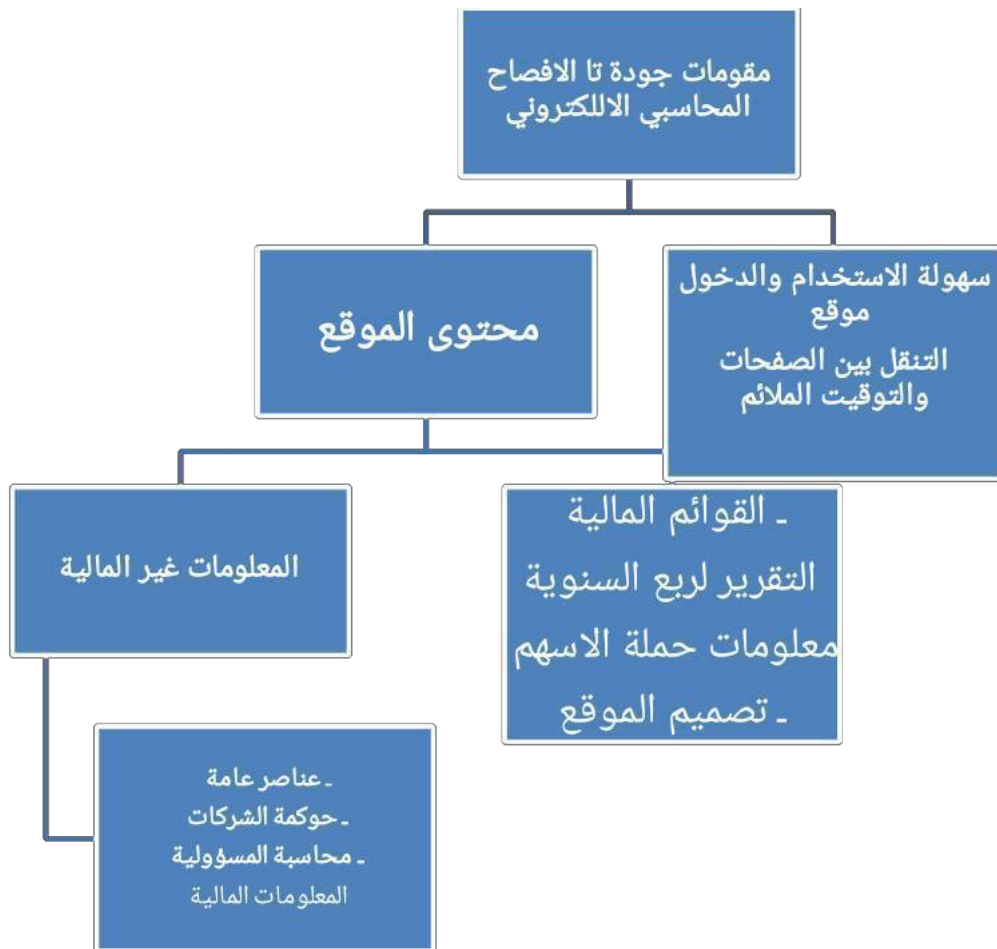 مقومات جودة تا الافصاح
المحاسبي الاللكتروني
سهولة الاستخدام والدخول
موقع
التنقل بين الصفحات
والتوقيت الملائم
محتوى الموقع
ـ القوائم المالية
التقرير لربع السنوية
معلومات حملة الاسهم
ـ تصميم الموقع
المعلومات غير المالية
ـ عناصر عامة
ـ حوكمة الشركات
ـ محاسبة المسؤولية
المعلومات المالية